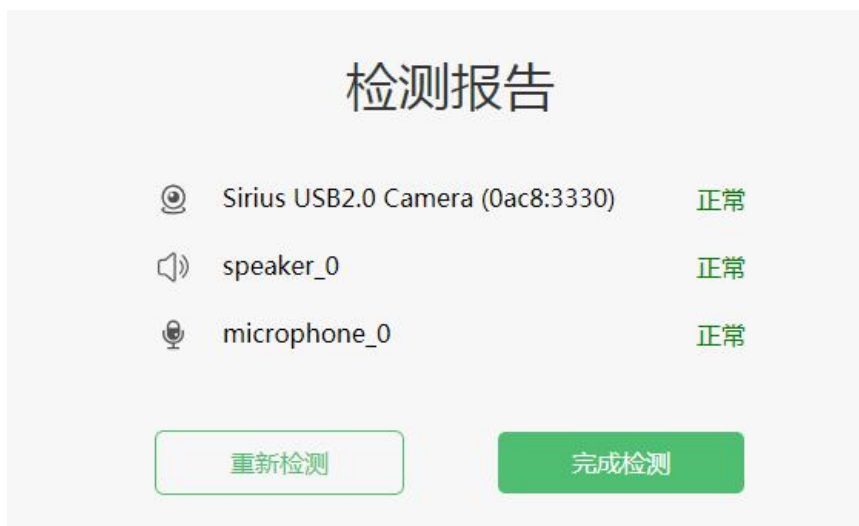 检测报告
Sirius USB2.0 Camera (0ac8:3330) 正常
speaker_0 正常
microphone_0 正常
重新检测 完成检测